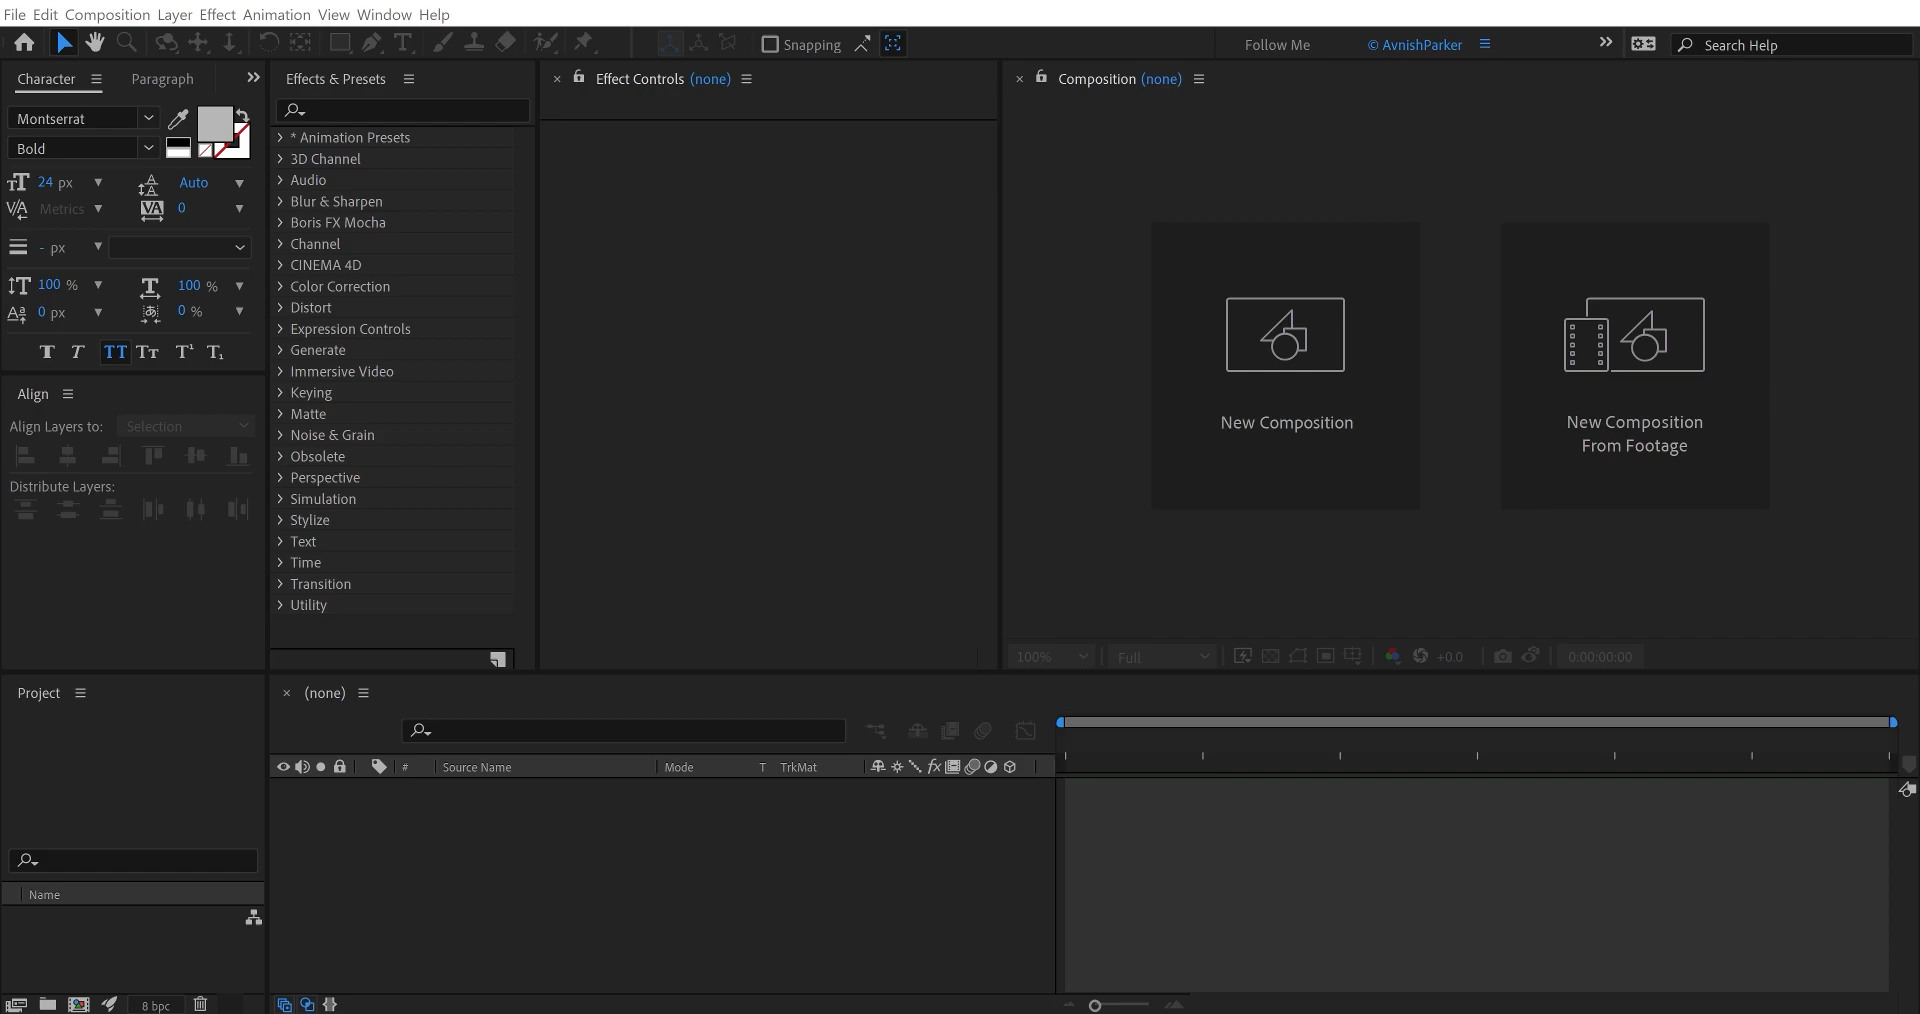 File Edit Composition Layer Effect Animation View Window Help
Snapping
Follow Me
© AvnishParker
Search Help
Character
Paragraph
Montserrat
Bold
24 px
Auto
Metrics
0
- px
100 %
100 %
0 px
0 %
T T TT Tt T¹ T₁
Align
Align Layers to:
Selection
Distribute Layers:
Effects & Presets
* Animation Presets
3D Channel
Audio
Blur & Sharpen
Boris FX Mocha
Channel
CINEMA 4D
Color Correction
Distort
Expression Controls
Generate
Immersive Video
Keying
Matte
Noise & Grain
Obsolete
Perspective
Simulation
Stylize
Text
Time
Transition
Utility
Effect Controls (none)
Composition (none)
New Composition
New Composition
From Footage
100%
Full
+0.0
0:00:00:00
Project
Name
8 bpc
(none)
#
Source Name
Mode
T
TrkMat
fx